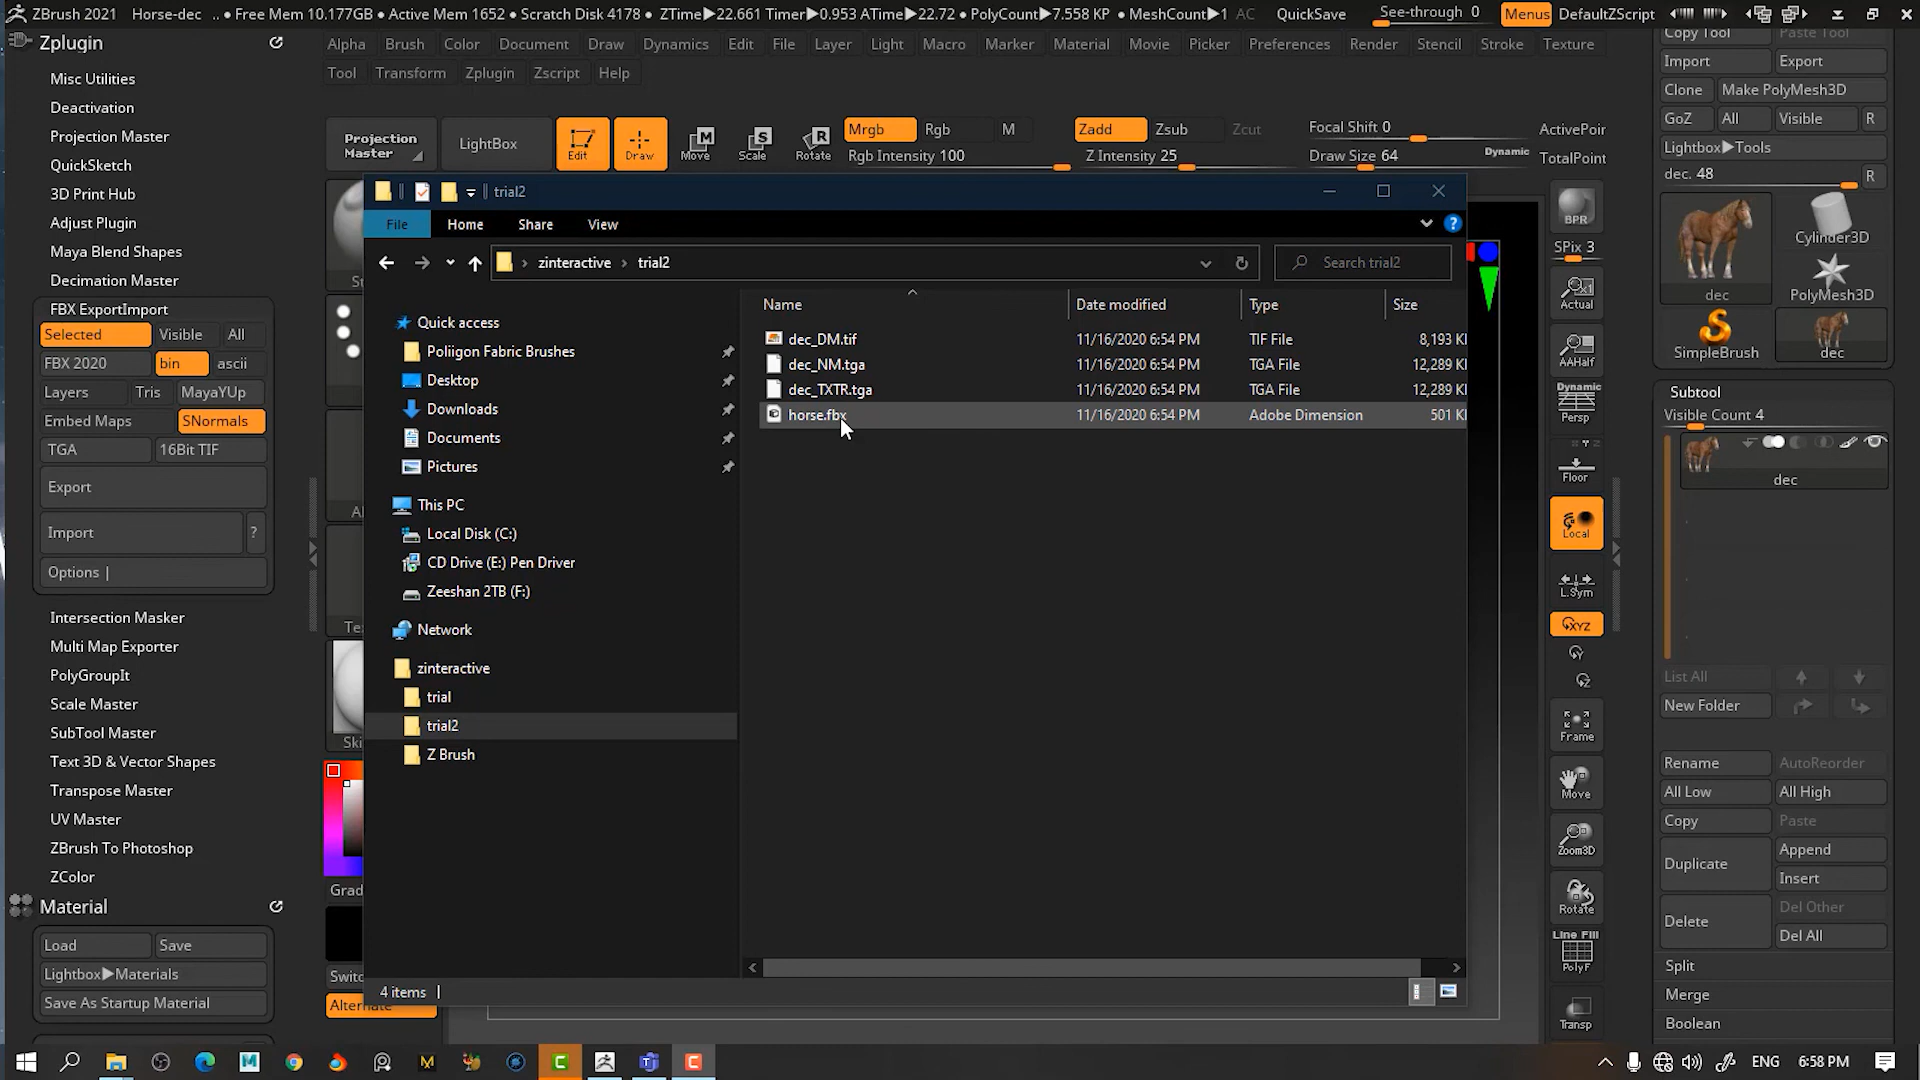 ZBrush 2021 Horse-dec .. • Free Mem 10.177GB • Active Mem 1652 • Scratch Disk 4178 • ZTime▶22.661 Timer▶0.953 ATime▶22.72 • PolyCount▶7.558 KP • MeshCount▶1 AC QuickSave See-through 0 Menus DefaultZScript
Zplugin
Alpha Brush Color Document Draw Dynamics Edit File Layer Light Macro Marker Material Movie Picker Preferences Render Stencil Stroke Texture
Tool Transform Zplugin Zscript Help
Misc Utilities
Deactivation
Projection Master
QuickSketch
3D Print Hub
Adjust Plugin
Maya Blend Shapes
Decimation Master
FBX ExportImport
Selected Visible All
FBX 2020 bin ascii
Layers Tris MayaYUp
Embed Maps SNormals
TGA 16Bit TIF
Export
Import ?
Options |
Intersection Masker
Multi Map Exporter
PolyGroupIt
Scale Master
SubTool Master
Text 3D & Vector Shapes
Transpose Master
UV Master
ZBrush To Photoshop
ZColor
Material
Load Save
Lightbox▶Materials
Save As Startup Material
Projection
Master
LightBox
Edit
Draw
Move
Scale
Rotate
Mrgb Rgb M
Rgb Intensity 100
Zadd Zsub Zcut
Z Intensity 25
Focal Shift 0
Draw Size 64 Dynamic
ActivePoi
TotalPoint
trial2
File Home Share View
zinteractive › trial2
Search trial2
Name Date modified Type Size
dec_DM.tif 11/16/2020 6:54 PM TIF File 8,193 K
dec_NM.tga 11/16/2020 6:54 PM TGA File 12,289 K
dec_TXTR.tga 11/16/2020 6:54 PM TGA File 12,289 K
horse.fbx 11/16/2020 6:54 PM Adobe Dimension 501 K
Quick access
Poliigon Fabric Brushes
Desktop
Downloads
Documents
Pictures
This PC
Local Disk (C:)
CD Drive (E:) Pen Driver
Zeeshan 2TB (F:)
Network
zinteractive
trial
trial2
Z Brush
4 items
St
Al
Te
Ski
Grad
Switc
Alternate
BPR
SPix 3
Actual
AAHalf
Dynamic
Persp
Floor
Local
L.Sym
XYZ
Frame
Move
Zoom3D
Rotate
Line Fill
PolyF
Transp
Copy Tool Paste Tool
Import Export
Clone Make PolyMesh3D
GoZ All Visible R
Lightbox▶Tools
dec. 48 R
dec
Cylinder3D
PolyMesh3D
SimpleBrush
dec
Subtool
Visible Count 4
dec
List All
New Folder
Rename AutoReorder
All Low All High
Copy Paste
Duplicate Append
Insert
Delete Del Other
Del All
Split
Merge
Boolean
ENG 6:58 PM